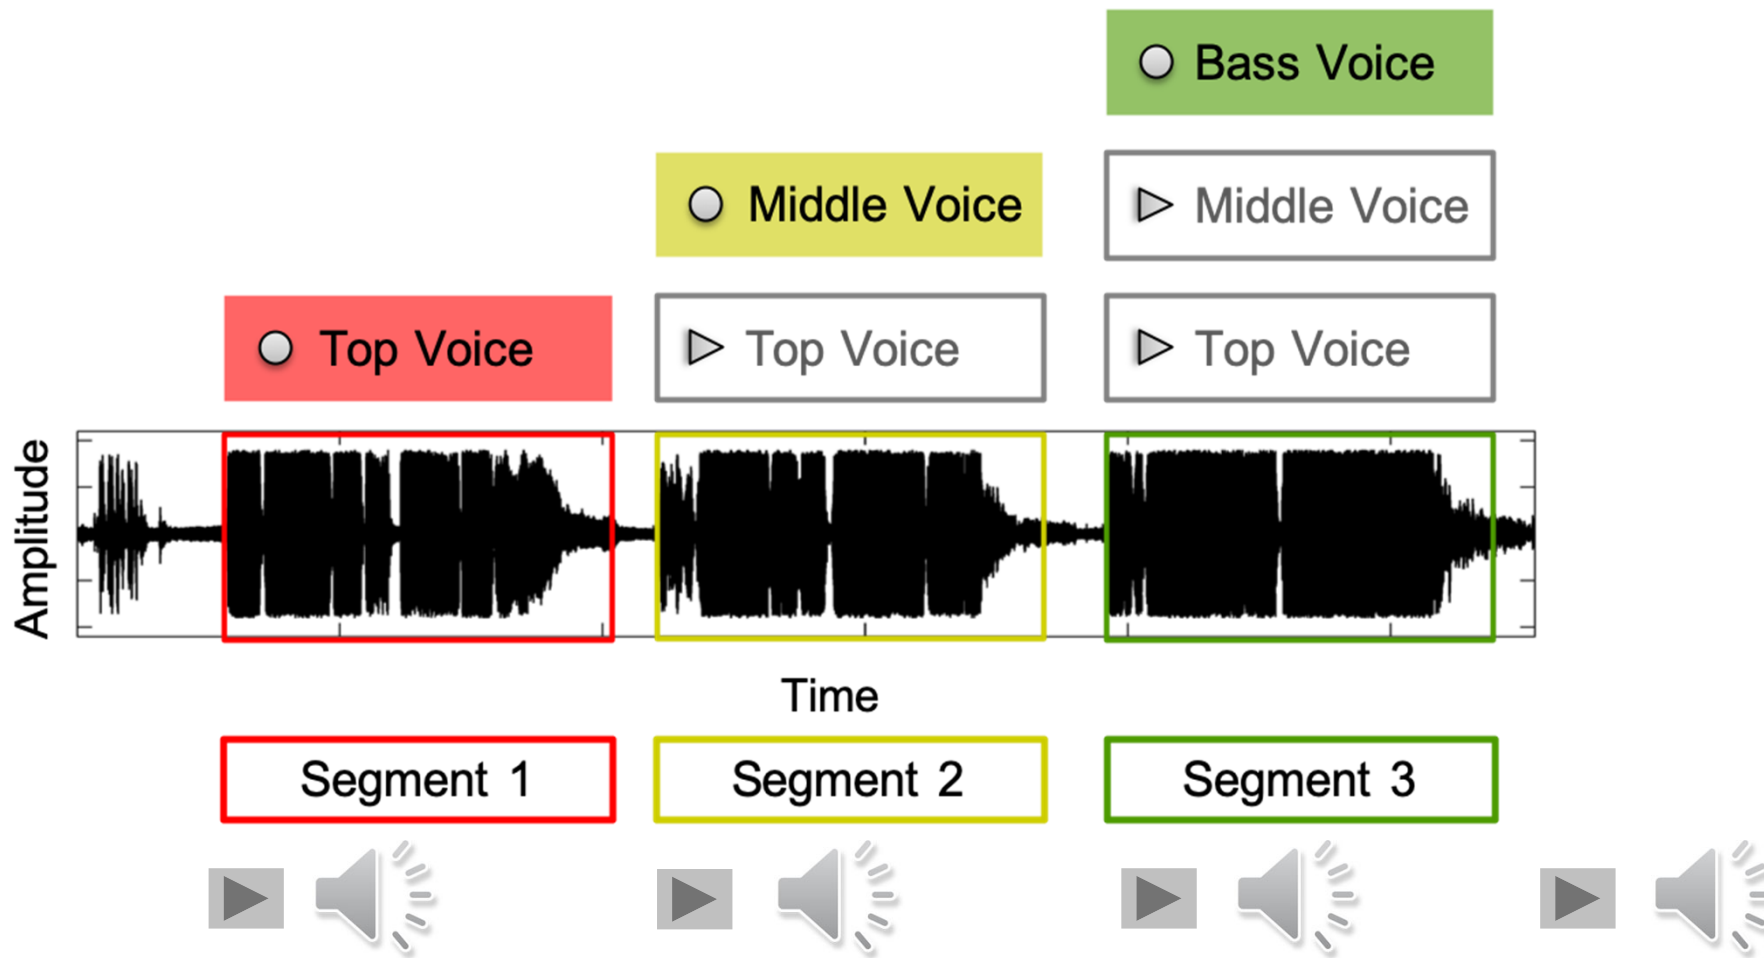 Bass Voice
Middle Voice
Middle Voice
Top Voice
Top Voice
Top Voice
Amplitude
Time
Segment 1
Segment 2
Segment 3